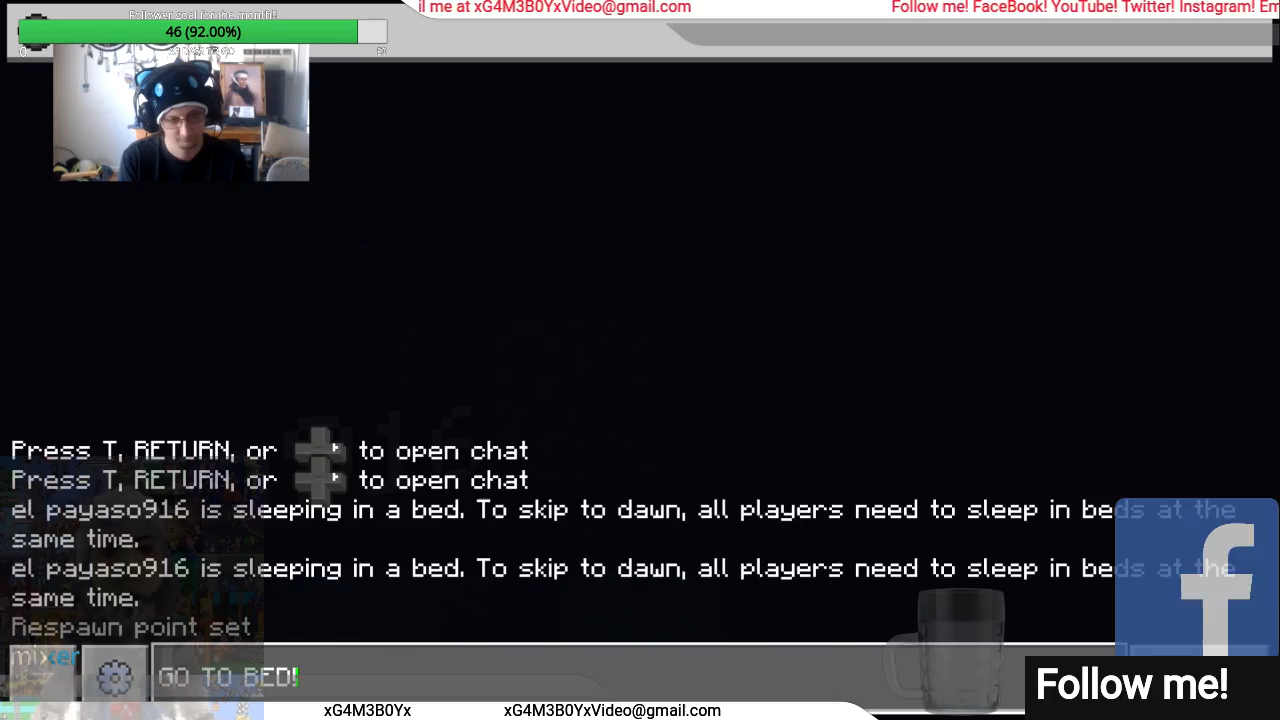 il me at xG4M3B0YxVideo@gmail.com
Follow me! FaceBook! YouTube! Twitter! Instagram! Em
Follower goal for the month!!
46 (92.00%)
Press T, RETURN, or to open chat
Press T, RETURN, or to open chat
el payaso916 is sleeping in a bed. To skip to dawn, all players need to sleep in beds at the
same time.
el payaso916 is sleeping in a bed. To skip to dawn, all players need to sleep in beds at the
same time.
Respawn point set
mixer
GO TO BED!
Follow me!
xG4M3B0Yx
xG4M3B0YxVideo@gmail.com